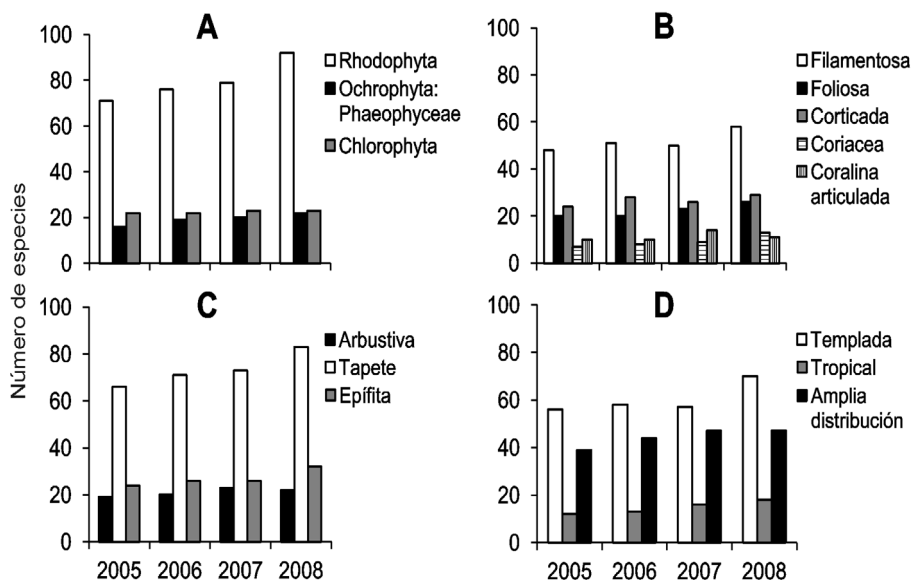 Número de especies
A
100
80
60
40
20
0
Rhodophyta
Ochrophyta:
Phaeophyceae
Chlorophyta
B
100
80
60
40
20
0
Filamentosa
Foliosa
Corticada
Coriacea
Coralina
articulada
C
100
80
60
40
20
0
2005 2006 2007 2008
Arbustiva
Tapete
Epífita
D
100
80
60
40
20
0
2005 2006 2007 2008
Templada
Tropical
Amplia
distribución